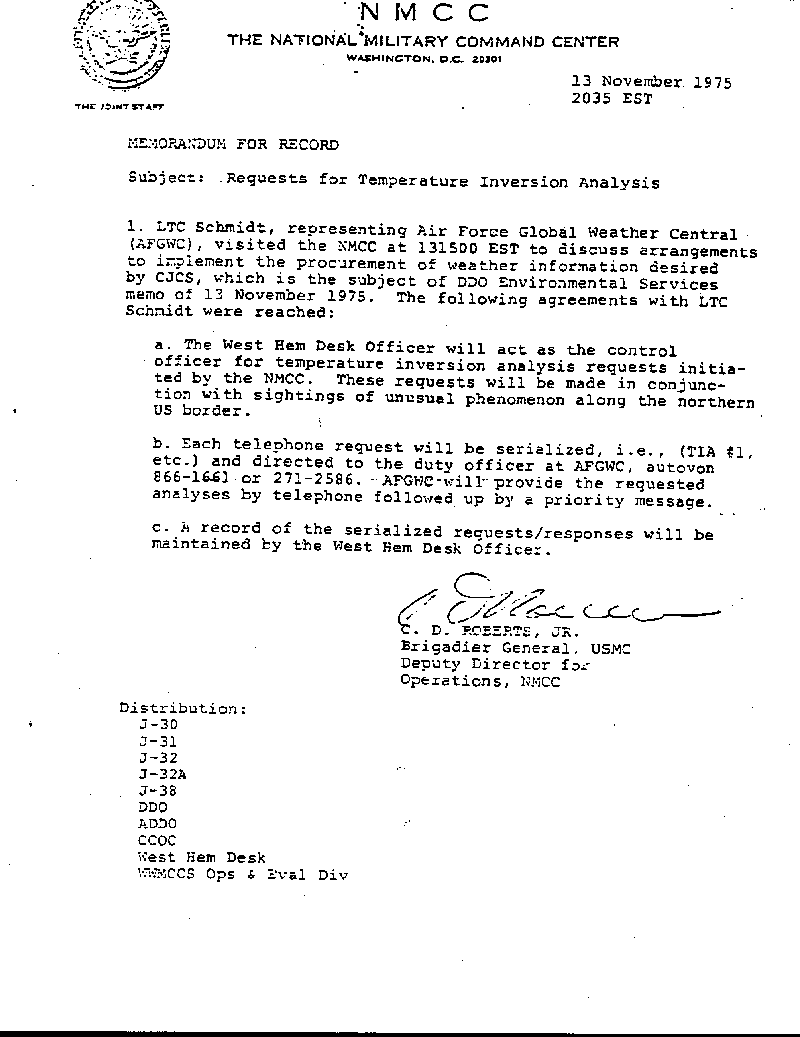 N M C C
THE NATIONAL MILITARY COMMAND CENTER
WASHINGTON, D.C. 20301
13 November 1975
2035 EST
THE JOINT STAFF
MEMORANDUM FOR RECORD
Subject: Requests for Temperature Inversion Analysis
1. LTC Schmidt, representing Air Force Global Weather Central
(AFGWC), visited the NMCC at 131500 EST to discuss arrangements
to implement the procurement of weather information desired
by CJCS, which is the subject of DDO Environmental Services
memo of 13 November 1975. The following agreements with LTC
Schmidt were reached:
a. The West Hem Desk Officer will act as the control
officer for temperature inversion analysis requests initia-
ted by the NMCC. These requests will be made in conjunc-
tion with sightings of unusual phenomenon along the northern
US border.
b. Each telephone request will be serialized, i.e., (TIA #1,
etc.) and directed to the duty officer at AFGWC, autovon
866-1661 or 271-2586. AFGWC will provide the requested
analyses by telephone followed up by a priority message.
c. A record of the serialized requests/responses will be
maintained by the West Hem Desk Officer.
C. D. ROBERTS, JR.
Brigadier General, USMC
Deputy Director for
Operations, NMCC
Distribution:
J-30
J-31
J-32
J-32A
J-38
DDO
ADDO
CCOC
West Hem Desk
WWMCCS Ops & Eval Div